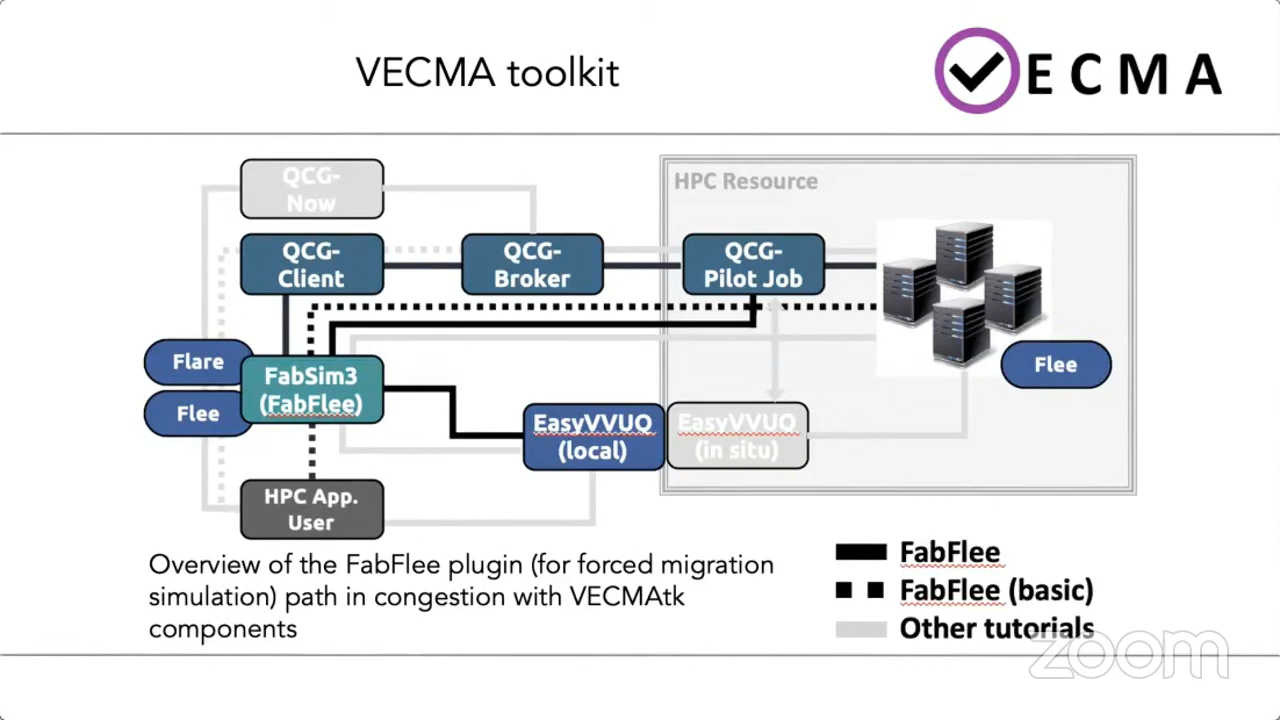 VECMA toolkit
ECMA
QCG-
Now
HPC Resource
QCG-
Client
QCG-
Broker
QCG-
Pilot Job
Flare
Flee
FabSim3
(FabFlee)
Flee
EasyVVUQ
(local)
EasyVVUQ
(in situ)
HPC App.
User
Overview of the FabFlee plugin (for forced migration
simulation) path in congestion with VECMAtk
components
FabFlee
FabFlee (basic)
Other tutorials
zoom